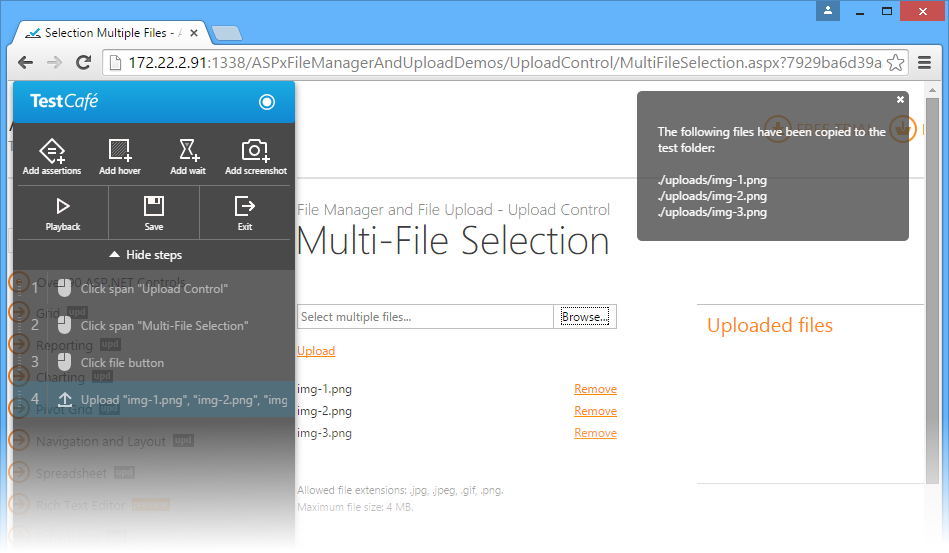 Selection Multiple Files - A
172.22.2.91:1338/ASPxFileManagerAndUploadDemos/UploadControl/MultiFileSelection.aspx?7929ba6d39a
TestCafé
Add assertions
Add hover
Add wait
Add screenshot
Playback
Save
Exit
Hide steps
1 Click span "Upload Control"
2 Click span "Multi-File Selection"
3 Click file button
4 Upload "img-1.png", "img-2.png", "img
ASP.NET Controls
Grid upd
Reporting upd
Charting upd
Pivot Grid upd
Navigation and Layout upd
Spreadsheet upd
Rich Text Editor
FREE TRIAL
The following files have been copied to the
test folder:
./uploads/img-1.png
./uploads/img-2.png
./uploads/img-3.png
File Manager and File Upload - Upload Control
Multi-File Selection
Select multiple files...
Browse...
Upload
img-1.png Remove
img-2.png Remove
img-3.png Remove
Allowed file extensions: .jpg, .jpeg, .gif, .png.
Maximum file size: 4 MB.
Uploaded files